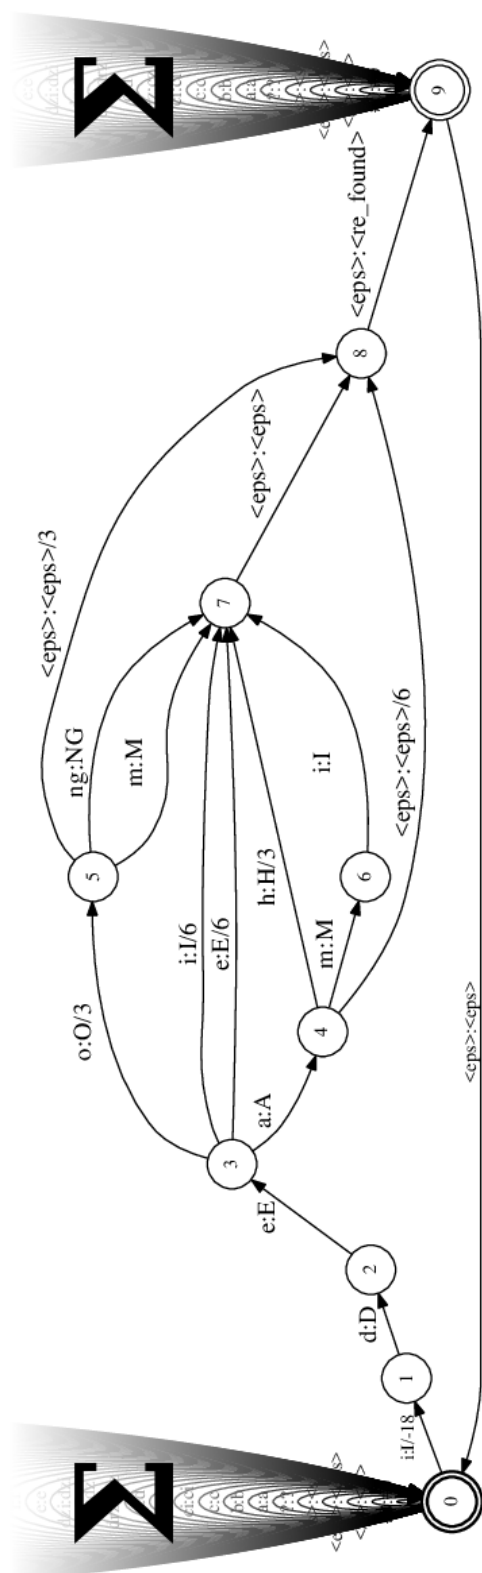 Σ
Σ
0
i:I/-18
1
d:D
2
e:E
3
o:O/3
i:I/6
e:E/6
a:A
4
5
<eps>:<eps>/3
ng:NG
m:M
h:H/3
m:M
6
i:I
<eps>:<eps>/6
7
<eps>:<eps>
8
<eps>:<re_found>
9
<eps>:<eps>